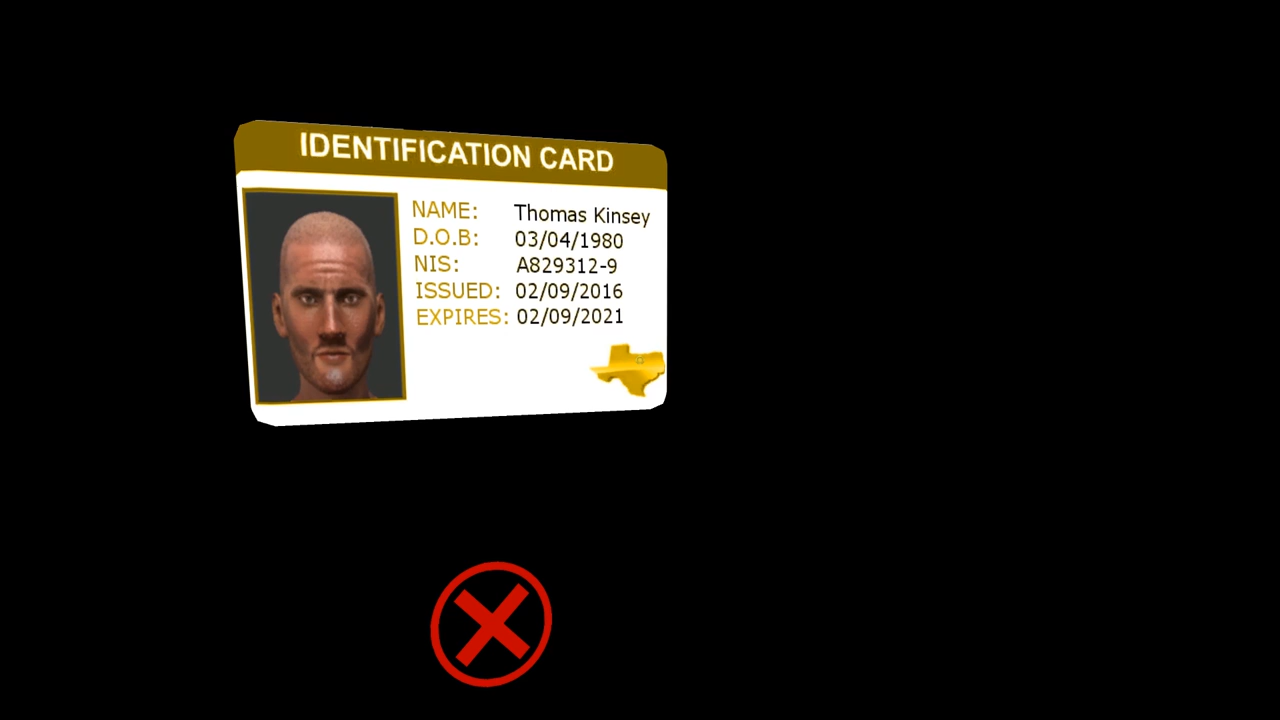 IDENTIFICATION CARD
NAME: Thomas Kinsey
D.O.B: 03/04/1980
NIS: A829312-9
ISSUED: 02/09/2016
EXPIRES: 02/09/2021